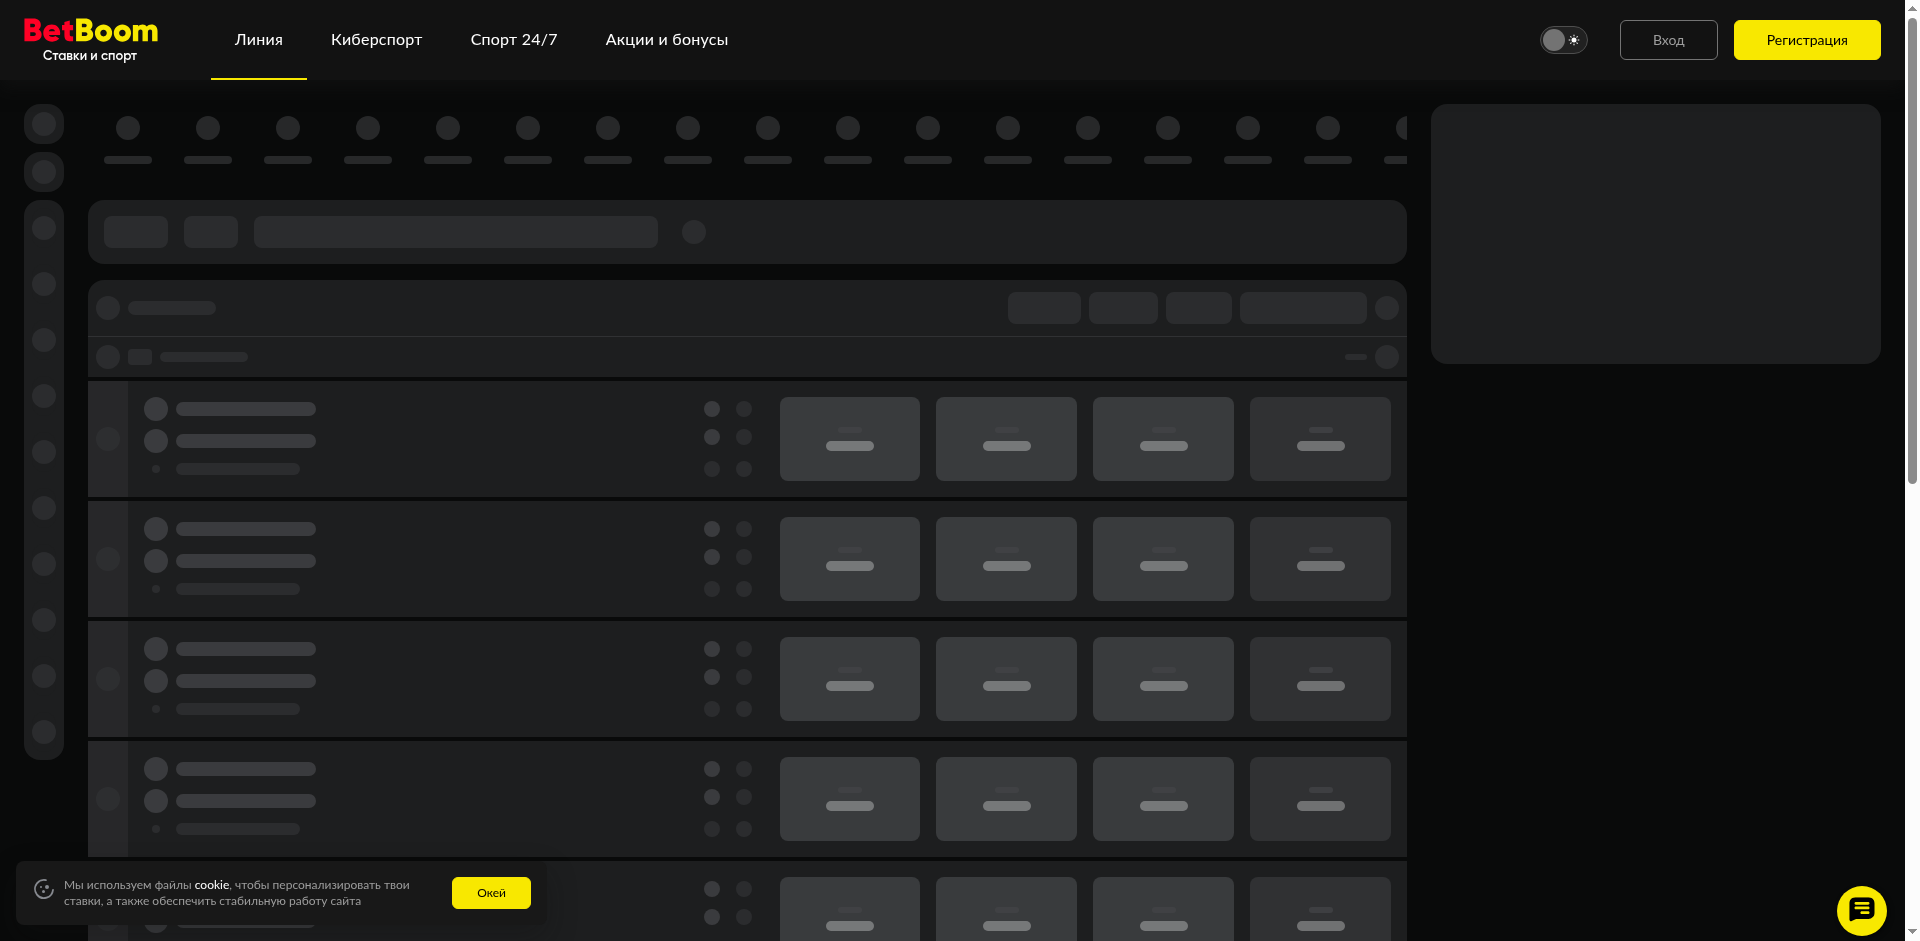 BetBoom
Ставки и спорт
Линия
Киберспорт
Спорт 24/7
Акции и бонусы
Вход
Регистрация
Мы используем файлы cookie, чтобы персонализировать твои
ставки, а также обеспечить стабильную работу сайта
Окей